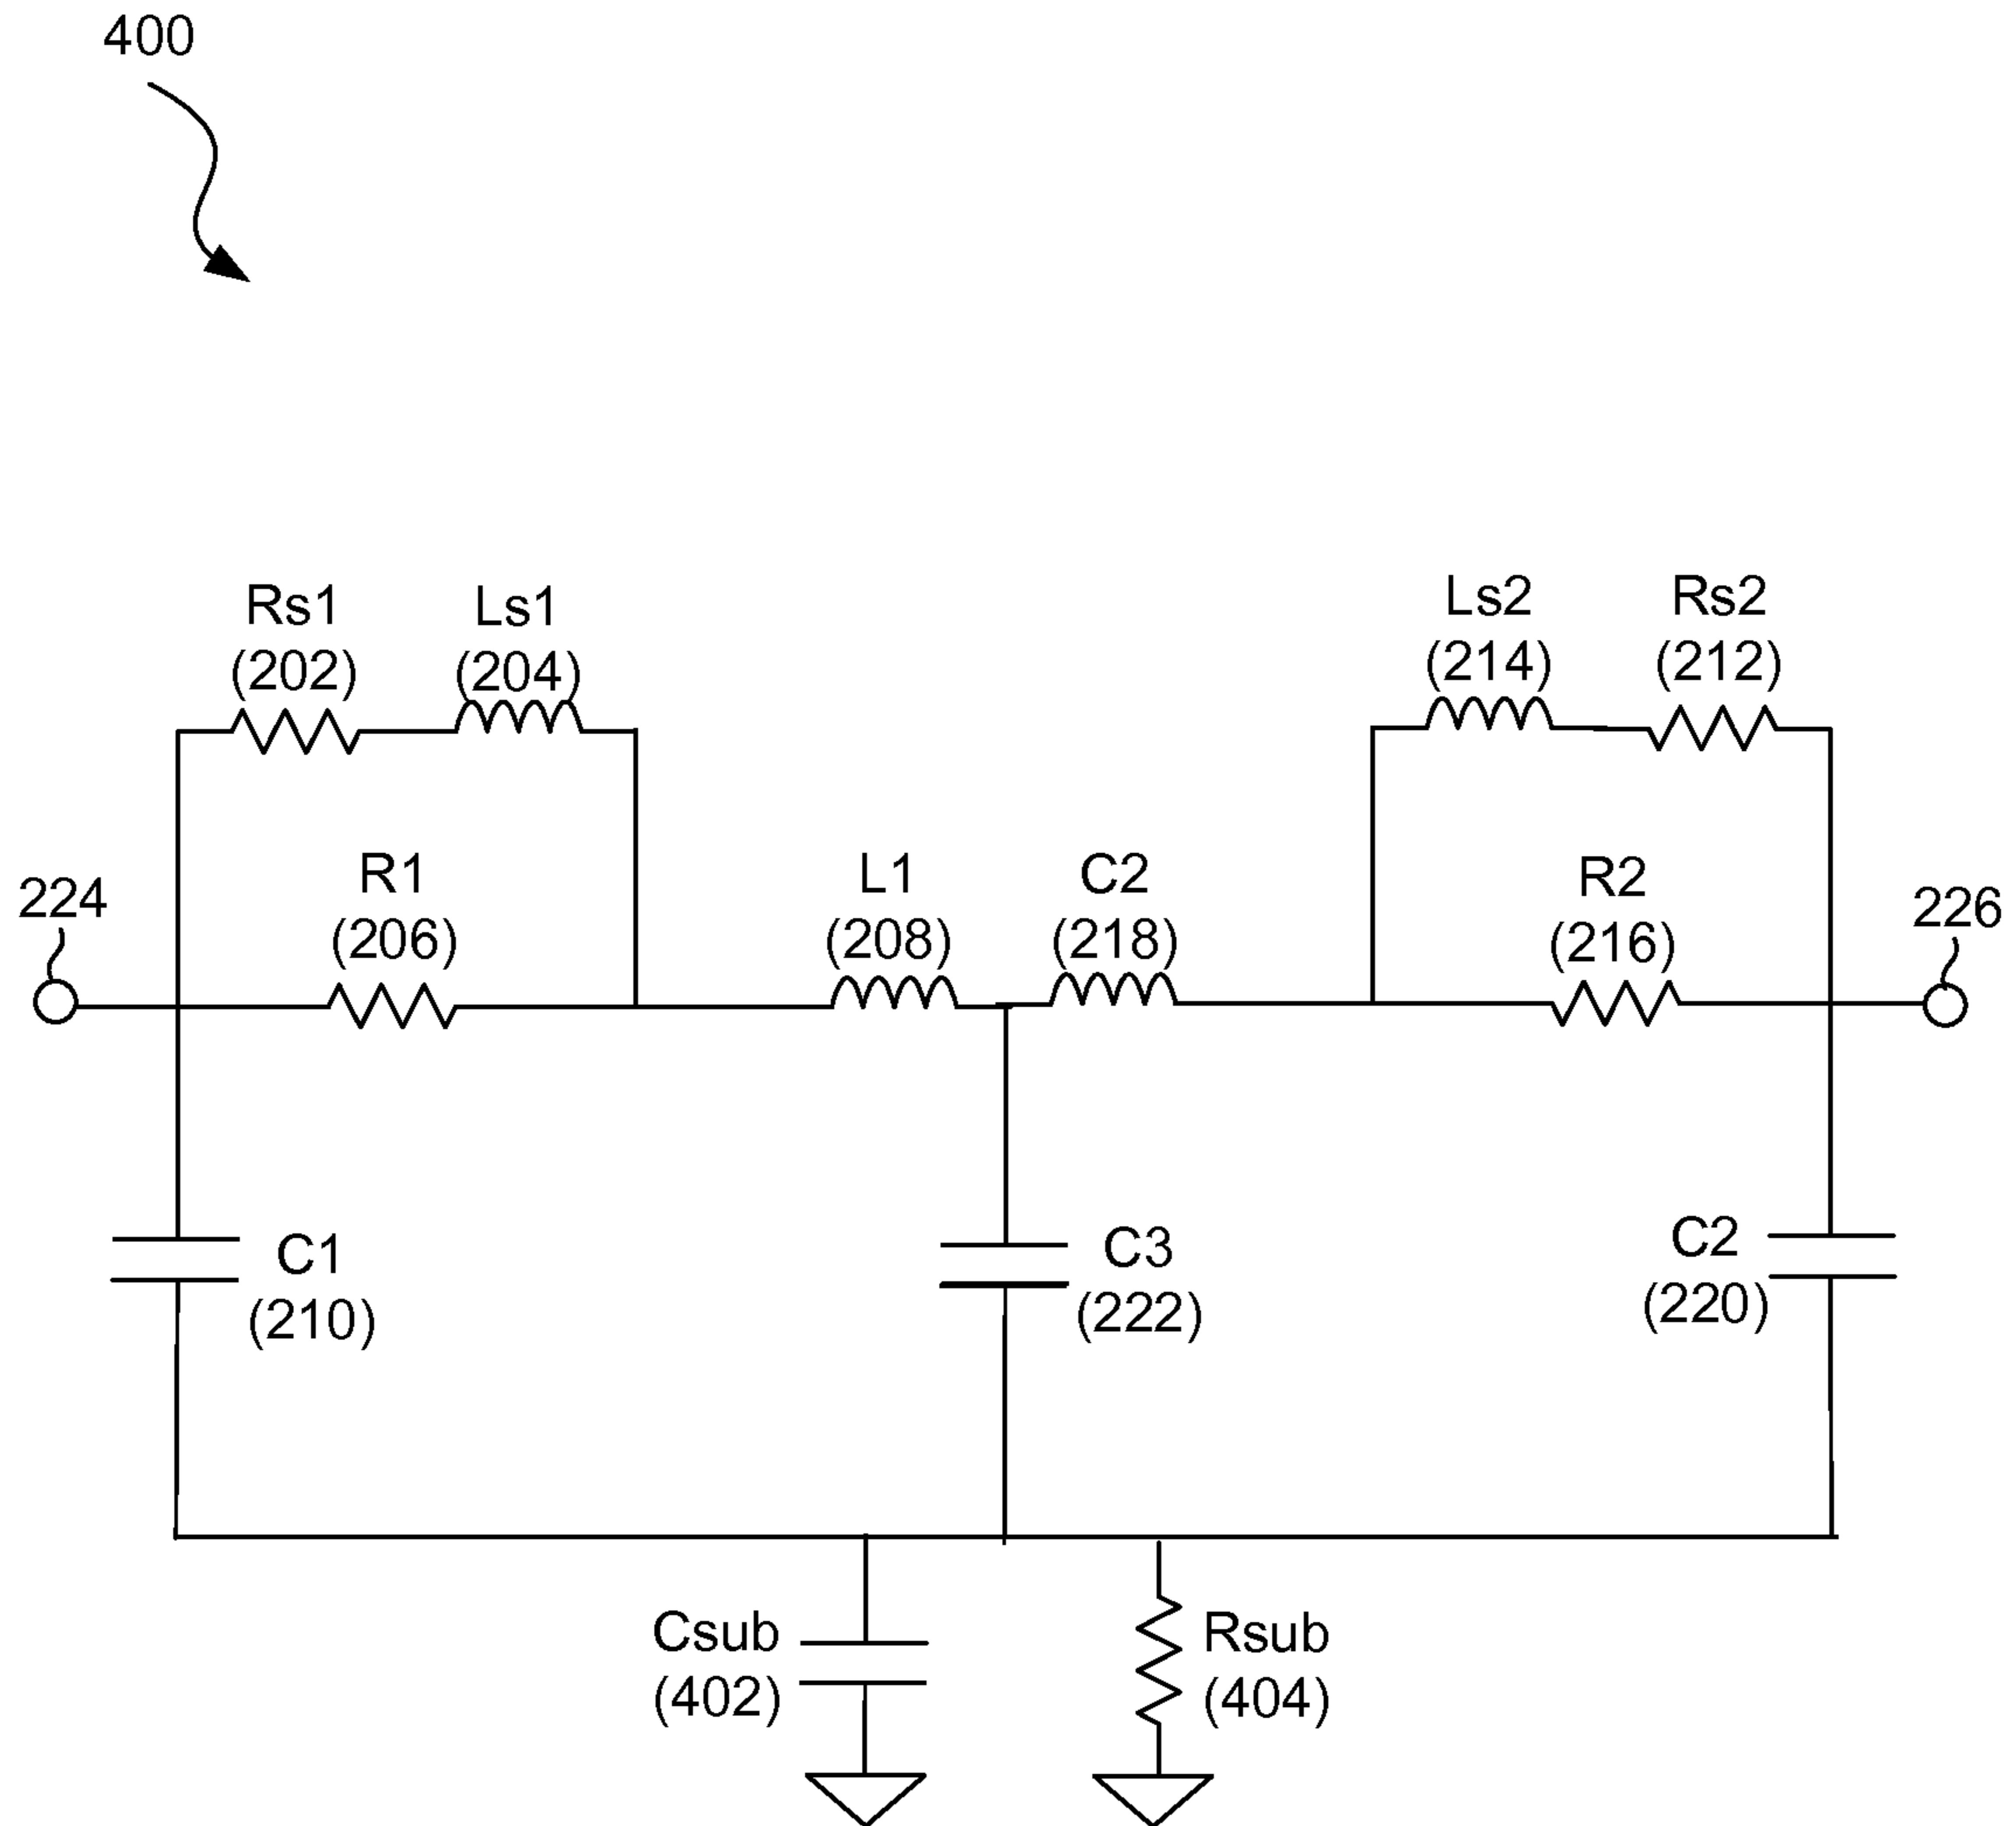 400
Rs1
(202)
Ls1
(204)
Ls2
(214)
Rs2
(212)
224
R1
(206)
L1
(208)
C2
(218)
R2
(216)
226
C1
(210)
C3
(222)
C2
(220)
Csub
(402)
Rsub
(404)